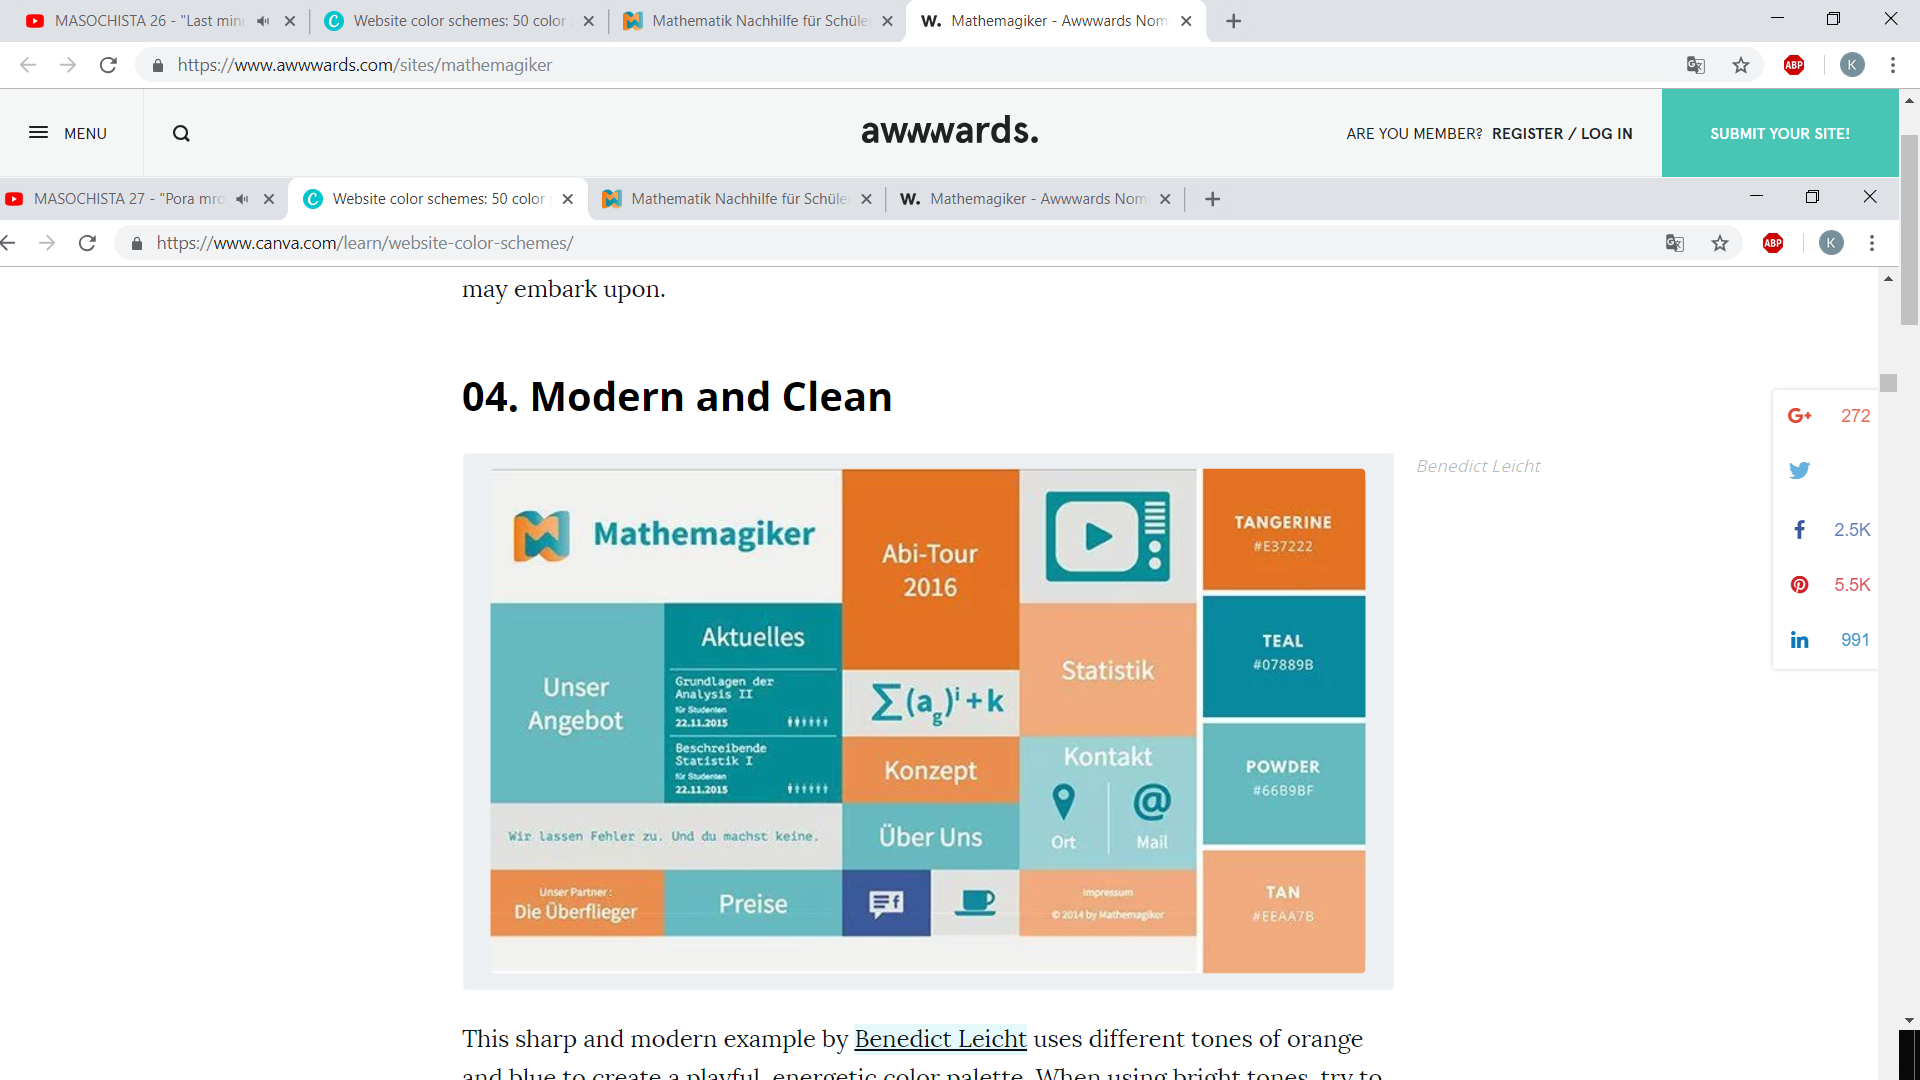 MASOCHISTA 26 - "Last minu
Website color schemes: 50 color
Mathematik Nachhilfe für Schüle
W. Mathemagiker - Awwwards Nom
https://www.awwwards.com/sites/mathemagiker
ABP
K
MENU
awwwards.
ARE YOU MEMBER? REGISTER / LOG IN
SUBMIT YOUR SITE!
MASOCHISTA 27 - "Pora mro
Website color schemes: 50 color
Mathematik Nachhilfe für Schüle
W. Mathemagiker - Awwwards Nom
https://www.canva.com/learn/website-color-schemes/
ABP
K
may embark upon.
04. Modern and Clean
Benedict Leicht
Mathemagiker
Abi-Tour
2016
Unser
Angebot
Aktuelles
Grundlagen der
Analysis II
für Studenten
22.11.2015
Beschreibende
Statistik I
für Studenten
22.11.2015
∑(a_g)^i + k
Statistik
Konzept
Kontakt
Ort
@
Mail
Wir lassen Fehler zu. Und du machst keine.
Über Uns
Unser Partner:
Die Überflieger
Preise
Impressum
© 2014 by Mathemagiker
TANGERINE
#E37222
TEAL
#07889B
POWDER
#66B9BF
TAN
#EEAA7B
G+ 272
f 2.5K
5.5K
in 991
This sharp and modern example by Benedict Leicht uses different tones of orange
and blue to create a playful, energetic color palette. When using bright tones, try to